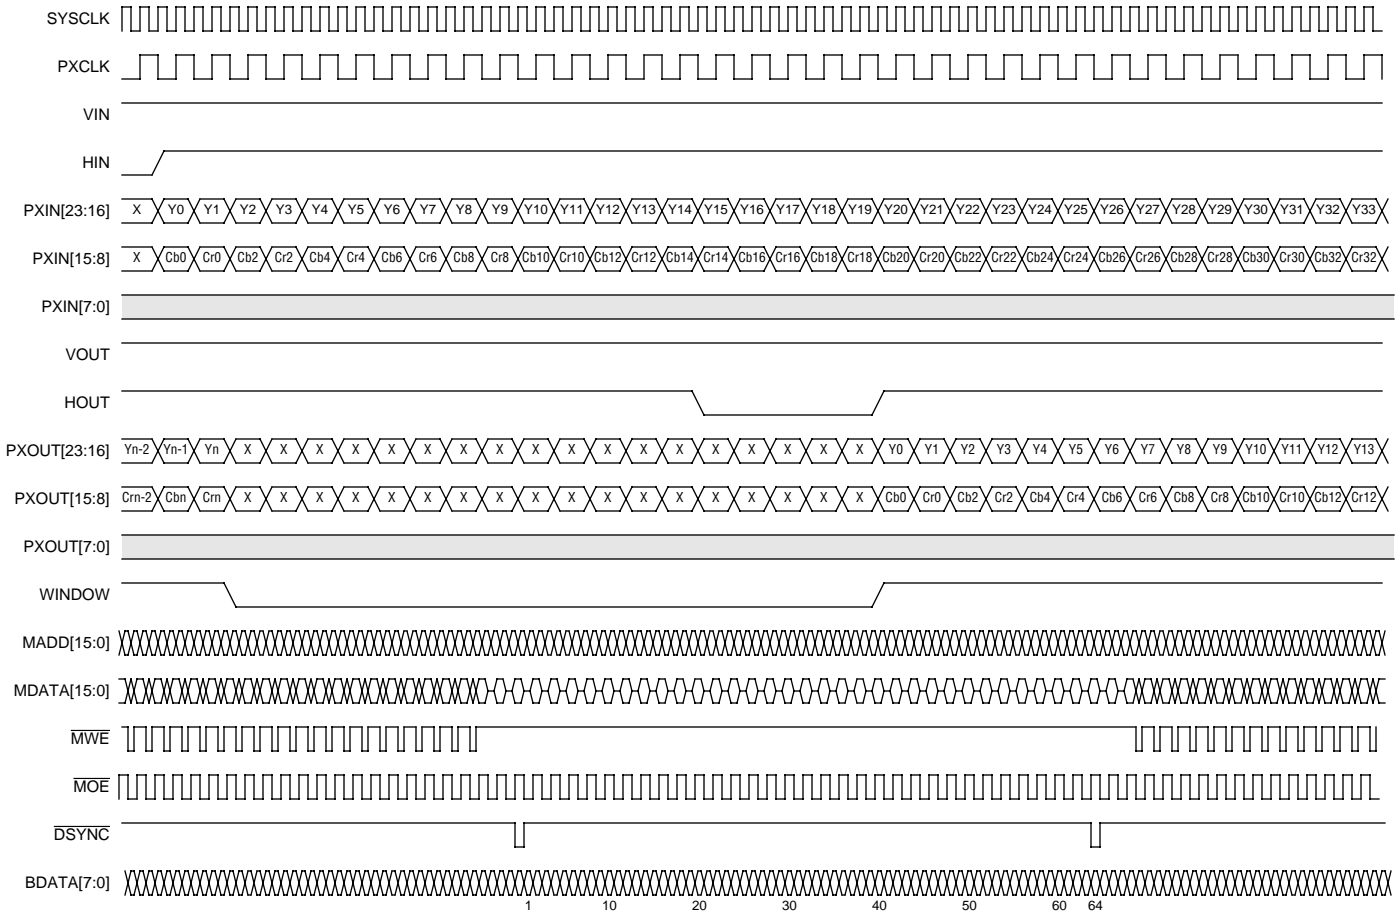 SYSCLK
PXCLK
VIN
HIN
PXIN[23:16] X Y0 Y1 Y2 Y3 Y4 Y5 Y6 Y7 Y8 Y9 Y10 Y11 Y12 Y13 Y14 Y15 Y16 Y17 Y18 Y19 Y20 Y21 Y22 Y23 Y24 Y25 Y26 Y27 Y28 Y29 Y30 Y31 Y32 Y33
PXIN[15:8] X Cb0 Cr0 Cb2 Cr2 Cb4 Cr4 Cb6 Cr6 Cb8 Cr8 Cb10 Cr10 Cb12 Cr12 Cb14 Cr14 Cb16 Cr16 Cb18 Cr18 Cb20 Cr20 Cb22 Cr22 Cb24 Cr24 Cb26 Cr26 Cb28 Cr28 Cb30 Cr30 Cb32 Cr32
PXIN[7:0]
VOUT
HOUT
PXOUT[23:16] Yn-2 Yn-1 Yn X X X X X X X X X X X X X X X X X X Y0 Y1 Y2 Y3 Y4 Y5 Y6 Y7 Y8 Y9 Y10 Y11 Y12 Y13
PXOUT[15:8] Crn-2 Cbn Crn X X X X X X X X X X X X X X X X X X Cb0 Cr0 Cb2 Cr2 Cb4 Cr4 Cb6 Cr6 Cb8 Cr8 Cb10 Cr10 Cb12 Cr12
PXOUT[7:0]
WINDOW
MADD[15:0]
MDATA[15:0]
MWE
MOE
DSYNC
BDATA[7:0]
1 10 20 30 40 50 60 64